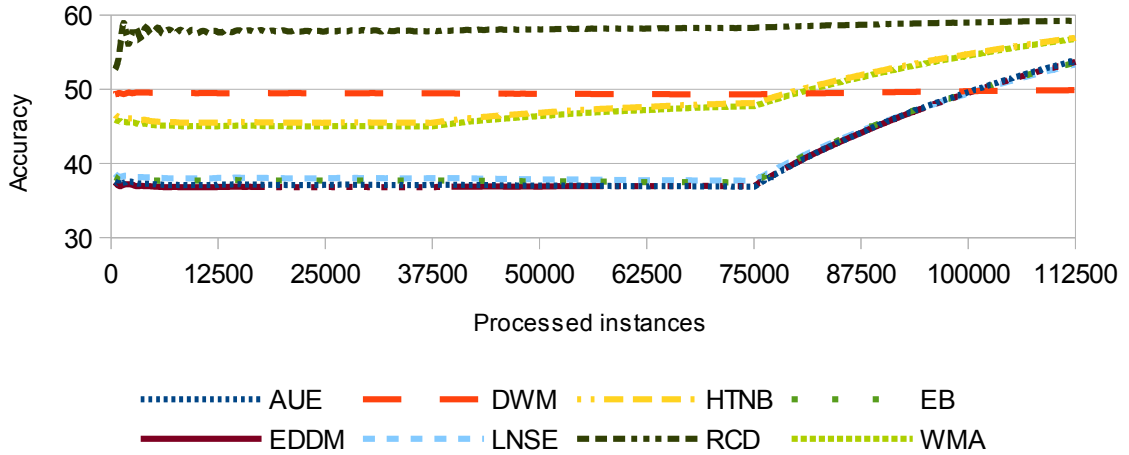 60
50
40
30
Accuracy
0 12500 25000 37500 50000 62500 75000 87500 100000 112500
Processed instances
AUE DWM HTNB EB
EDDM LNSE RCD WMA